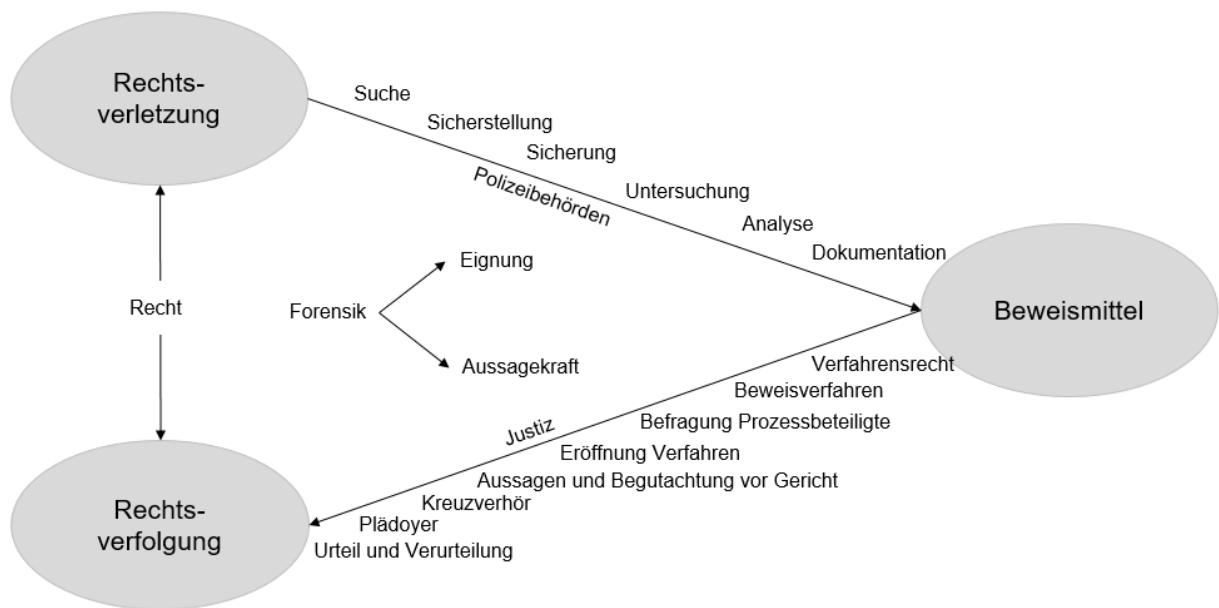 Rechts-
verletzung
Suche
Sicherstellung
Sicherung
Polizeibehörden
Untersuchung
Analyse
Dokumentation
Eignung
Recht
Forensik
Beweismittel
Aussagekraft
Verfahrensrecht
Beweisverfahren
Befragung Prozessbeteiligte
Justiz
Eröffnung Verfahren
Aussagen und Begutachtung vor Gericht
Kreuzverhör
Rechts-
verfolgung
Plädoyer
Urteil und Verurteilung